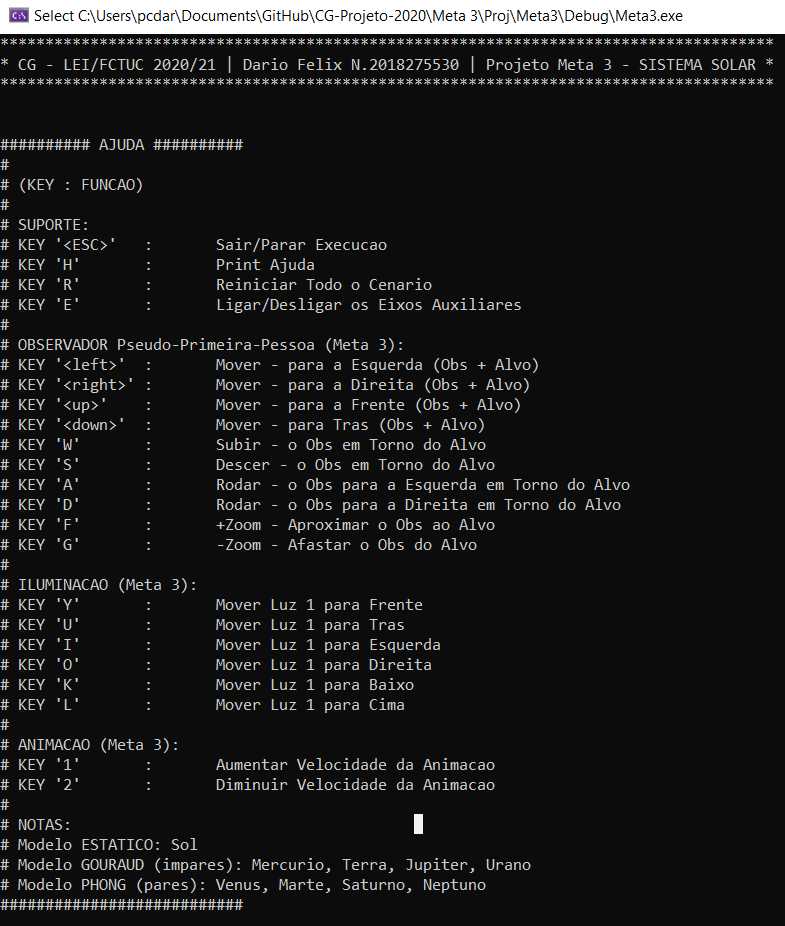 Select C:\Users\pcdar\Documents\GitHub\CG-Projeto-2020\Meta 3\Proj\Meta3\Debug\Meta3.exe
**************************************************************************************
* CG - LEI/FCTUC 2020/21 | Dario Felix N.2018275530 | Projeto Meta 3 - SISTEMA SOLAR *
**************************************************************************************
########## AJUDA ##########
#
# (KEY : FUNCAO)
#
# SUPORTE:
# KEY '<ESC>'   :       Sair/Parar Execucao
# KEY 'H'       :       Print Ajuda
# KEY 'R'       :       Reiniciar Todo o Cenario
# KEY 'E'       :       Ligar/Desligar os Eixos Auxiliares
#
# OBSERVADOR Pseudo-Primeira-Pessoa (Meta 3):
# KEY '<left>'  :       Mover - para a Esquerda (Obs + Alvo)
# KEY '<right>' :       Mover - para a Direita (Obs + Alvo)
# KEY '<up>'    :       Mover - para a Frente (Obs + Alvo)
# KEY '<down>'  :       Mover - para Tras (Obs + Alvo)
# KEY 'W'       :       Subir - o Obs em Torno do Alvo
# KEY 'S'       :       Descer - o Obs em Torno do Alvo
# KEY 'A'       :       Rodar - o Obs para a Esquerda em Torno do Alvo
# KEY 'D'       :       Rodar - o Obs para a Direita em Torno do Alvo
# KEY 'F'       :       +Zoom - Aproximar o Obs ao Alvo
# KEY 'G'       :       -Zoom - Afastar o Obs do Alvo
#
# ILUMINACAO (Meta 3):
# KEY 'Y'       :       Mover Luz 1 para Frente
# KEY 'U'       :       Mover Luz 1 para Tras
# KEY 'I'       :       Mover Luz 1 para Esquerda
# KEY 'O'       :       Mover Luz 1 para Direita
# KEY 'K'       :       Mover Luz 1 para Baixo
# KEY 'L'       :       Mover Luz 1 para Cima
#
# ANIMACAO (Meta 3):
# KEY '1'       :       Aumentar Velocidade da Animacao
# KEY '2'       :       Diminuir Velocidade da Animacao
#
# NOTAS:
# Modelo ESTATICO: Sol
# Modelo GOURAUD (impares): Mercurio, Terra, Jupiter, Urano
# Modelo PHONG (pares): Venus, Marte, Saturno, Neptuno
###########################